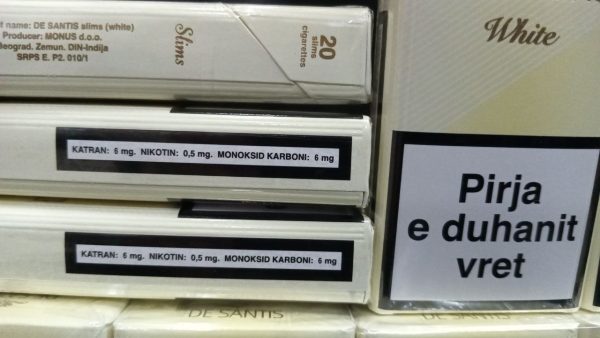 name: DE SANTIS slims (white)
Producer: MONUS d.o.o.
Beograd. Zemun. DIN-Indija
SRPS E. P2. 010/1
Slims
20
slims
cigarettes
KATRAN: 6 mg. NIKOTIN: 0,5 mg. MONOKSID KARBONI: 6 mg
KATRAN: 6 mg. NIKOTIN: 0,5 mg. MONOKSID KARBONI: 6 mg
White
Pirja
e duhanit
vret
DE SANTIS